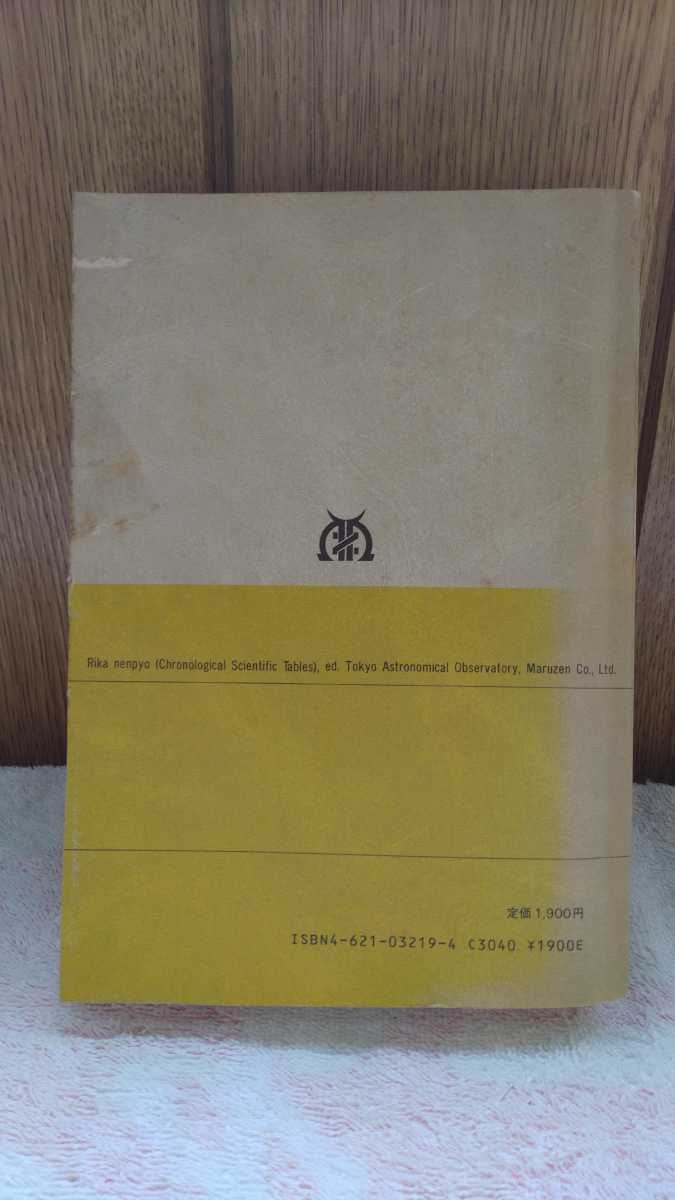 Rika nenpyo (Chronological Scientific Tables), ed. Tokyo Astronomical Observatory, Maruzen Co., Ltd.
定価1,900円
ISBN4-621-03219-4 C3040 ¥1900E